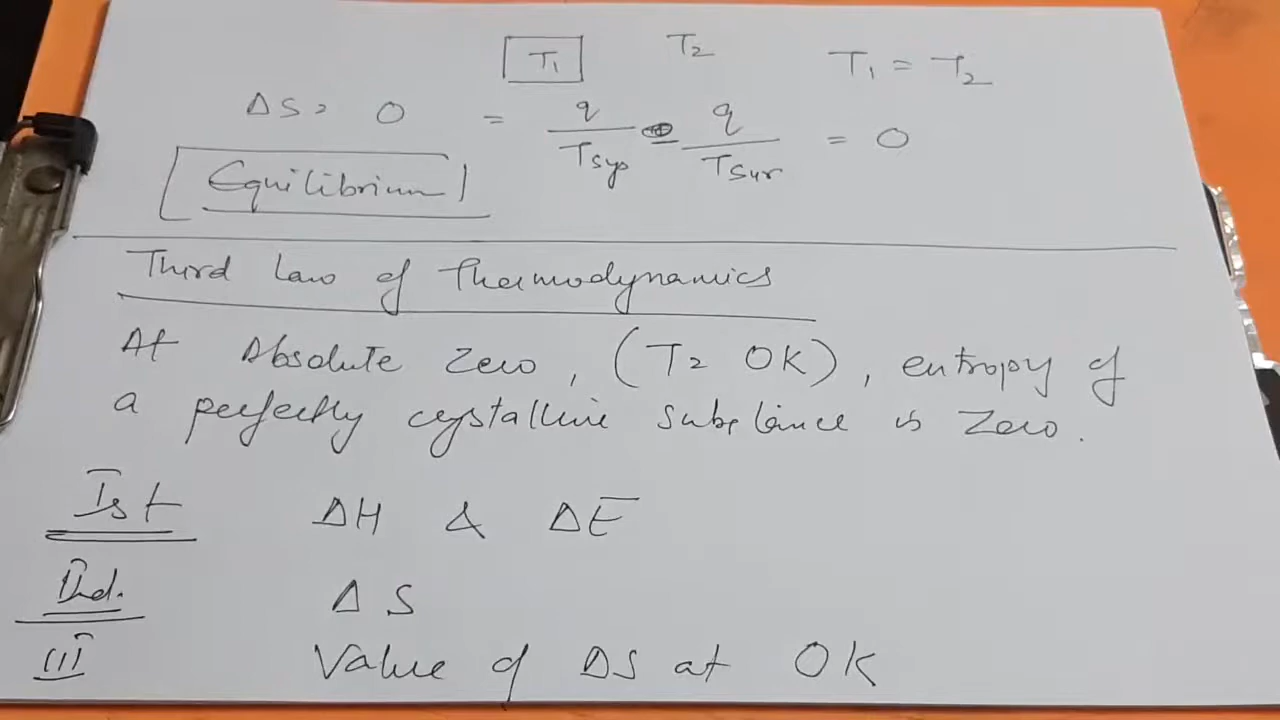 T₁ T₂ T₁ = T₂
ΔS = 0 = q/Tsys - q/Tsur = 0
Equilibrium
Third Law of Thermodynamics
At Absolute Zero, (T = 0K), entropy of
a perfectly crystalline substance is Zero.
Ist ΔH & ΔE
IInd. ΔS
III Value of ΔS at 0K